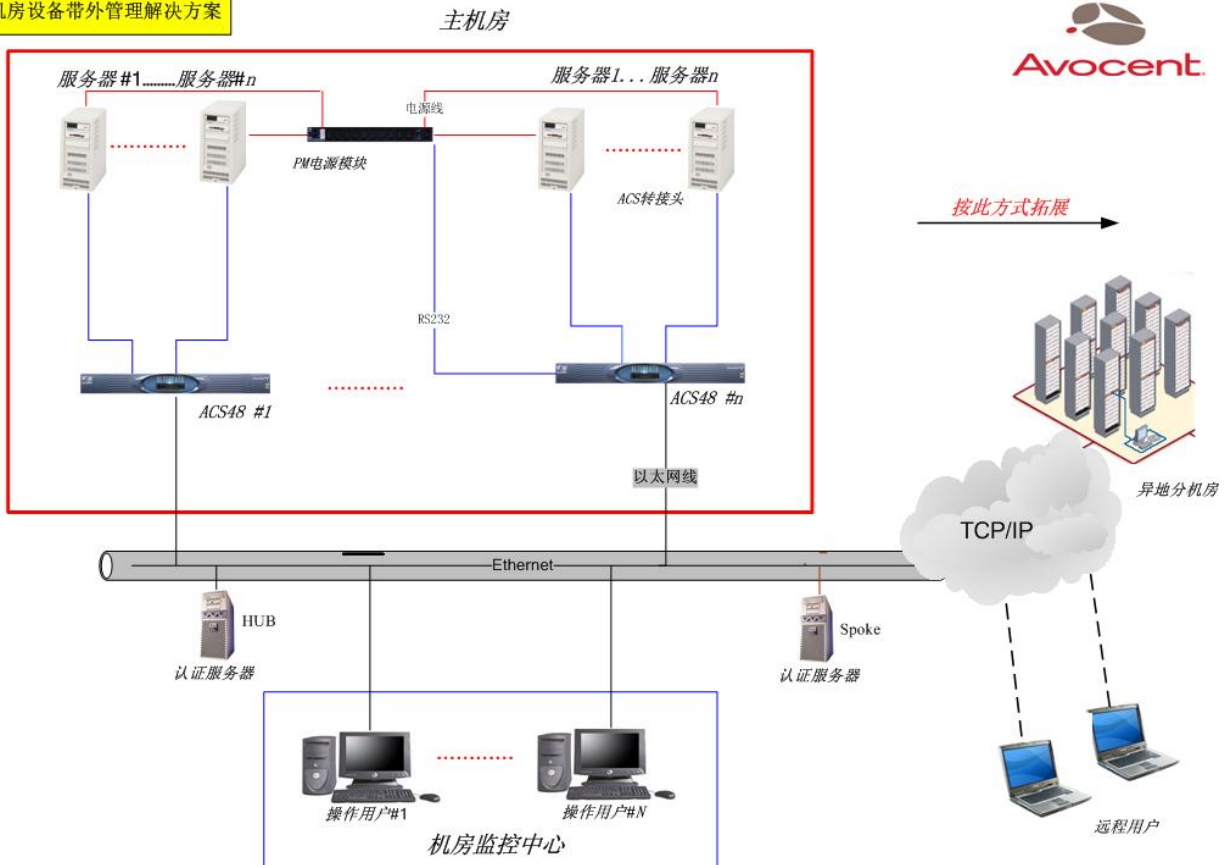 机房设备带外管理解决方案
主机房
Avocent.
服务器 #1.........服务器#n
服务器1...服务器n
电源线
PM电源模块
ACS转接头
按此方式拓展
RS232
ACS48 #1
ACS48 #n
以太网线
异地分机房
TCP/IP
Ethernet
HUB
Spoke
认证服务器
认证服务器
操作用户#1
操作用户#N
远程用户
机房监控中心